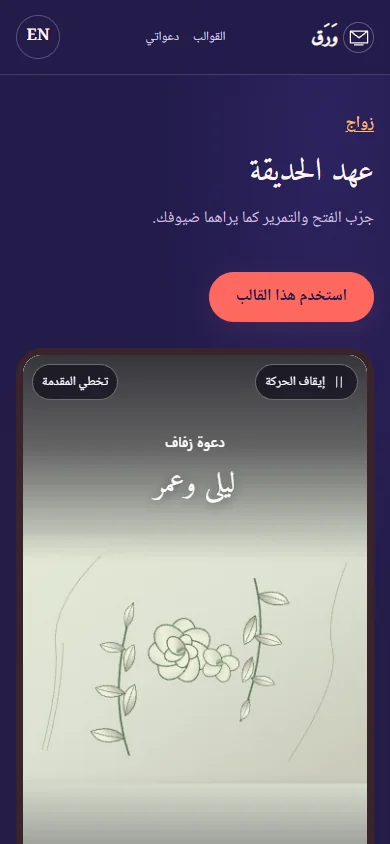 وَرَق
القوالب
دعواتي
EN
زواج
عهد الحديقة
جرّب الفتح والتمرير كما يراهما ضيوفك.
استخدم هذا القالب
إيقاف الحركة
تخطي المقدمة
دعوة زفاف
ليلى وعمر